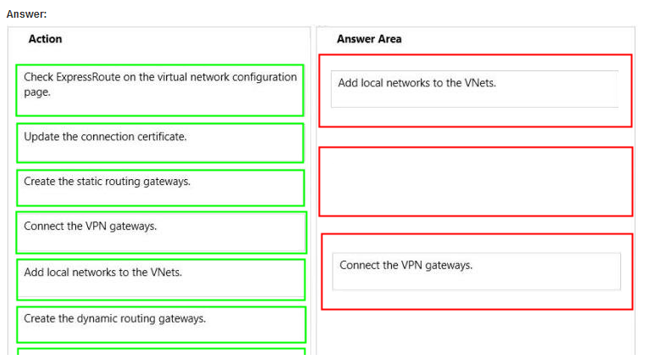 Answer:
Action
Answer Area
Check ExpressRoute on the virtual network configuration
page.
Update the connection certificate.
Create the static routing gateways.
Connect the VPN gateways.
Add local networks to the VNets.
Create the dynamic routing gateways.
Add local networks to the VNets.
Connect the VPN gateways.